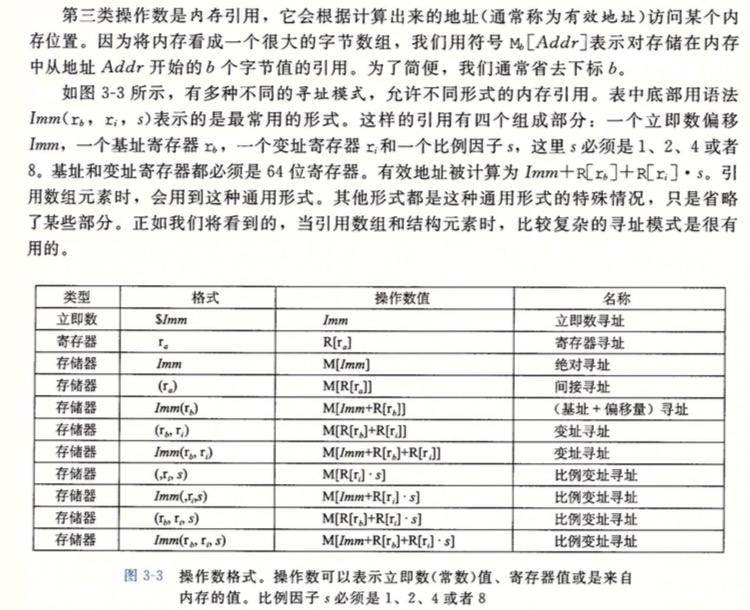 第三类操作数是内存引用，它会根据计算出来的地址(通常称为有效地址)访问某个内
存位置。因为将内存看成一个很大的字节数组，我们用符号 M_b[Addr]表示对存储在内存
中从地址 Addr 开始的 b 个字节值的引用。为了简便，我们通常省去下标 b。
如图 3-3 所示，有多种不同的寻址模式，允许不同形式的内存引用。表中底部用语法
Imm(r_b, r_i, s)表示的是最常用的形式。这样的引用有四个组成部分：一个立即数偏移
Imm，一个基址寄存器 r_b，一个变址寄存器 r_i 和一个比例因子 s，这里 s 必须是 1、2、4 或者
8。基址和变址寄存器都必须是 64 位寄存器。有效地址被计算为 Imm+R[r_b]+R[r_i]·s。引
用数组元素时，会用到这种通用形式。其他形式都是这种通用形式的特殊情况，只是省略
了某些部分。正如我们将看到的，当引用数组和结构元素时，比较复杂的寻址模式是很有
用的。
类型 格式 操作数值 名称
立即数 $Imm Imm 立即数寻址
寄存器 r_a R[r_a] 寄存器寻址
存储器 Imm M[Imm] 绝对寻址
存储器 (r_a) M[R[r_a]] 间接寻址
存储器 Imm(r_b) M[Imm+R[r_b]] （基址+偏移量）寻址
存储器 (r_b, r_i) M[R[r_b]+R[r_i]] 变址寻址
存储器 Imm(r_b, r_i) M[Imm+R[r_b]+R[r_i]] 变址寻址
存储器 (,r_i, s) M[R[r_i]·s] 比例变址寻址
存储器 Imm(,r_i,s) M[Imm+R[r_i]·s] 比例变址寻址
存储器 (r_b, r_i, s) M[R[r_b]+R[r_i]·s] 比例变址寻址
存储器 Imm(r_b, r_i, s) M[Imm+R[r_b]+R[r_i]·s] 比例变址寻址
图 3-3 操作数格式。操作数可以表示立即数(常数)值、寄存器值或是来自
内存的值。比例因子 s 必须是 1、2、4 或者 8